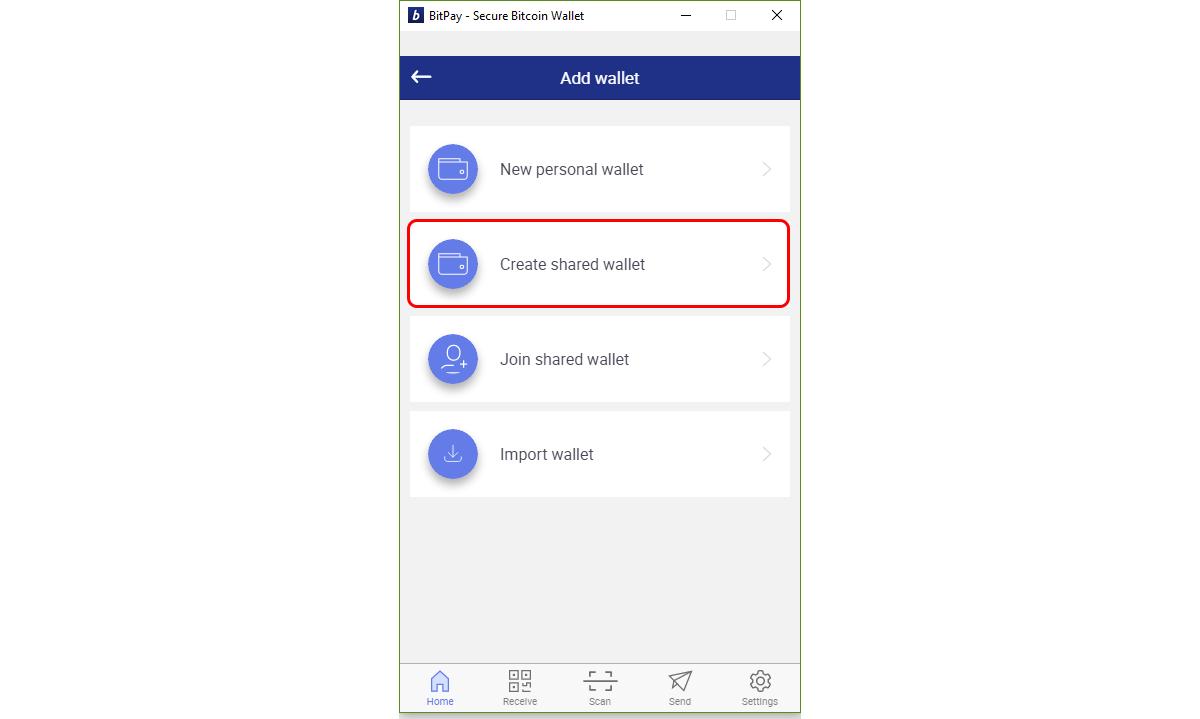 b BitPay - Secure Bitcoin Wallet
Add wallet
New personal wallet
Create shared wallet
Join shared wallet
Import wallet
Home Receive Scan Send Settings